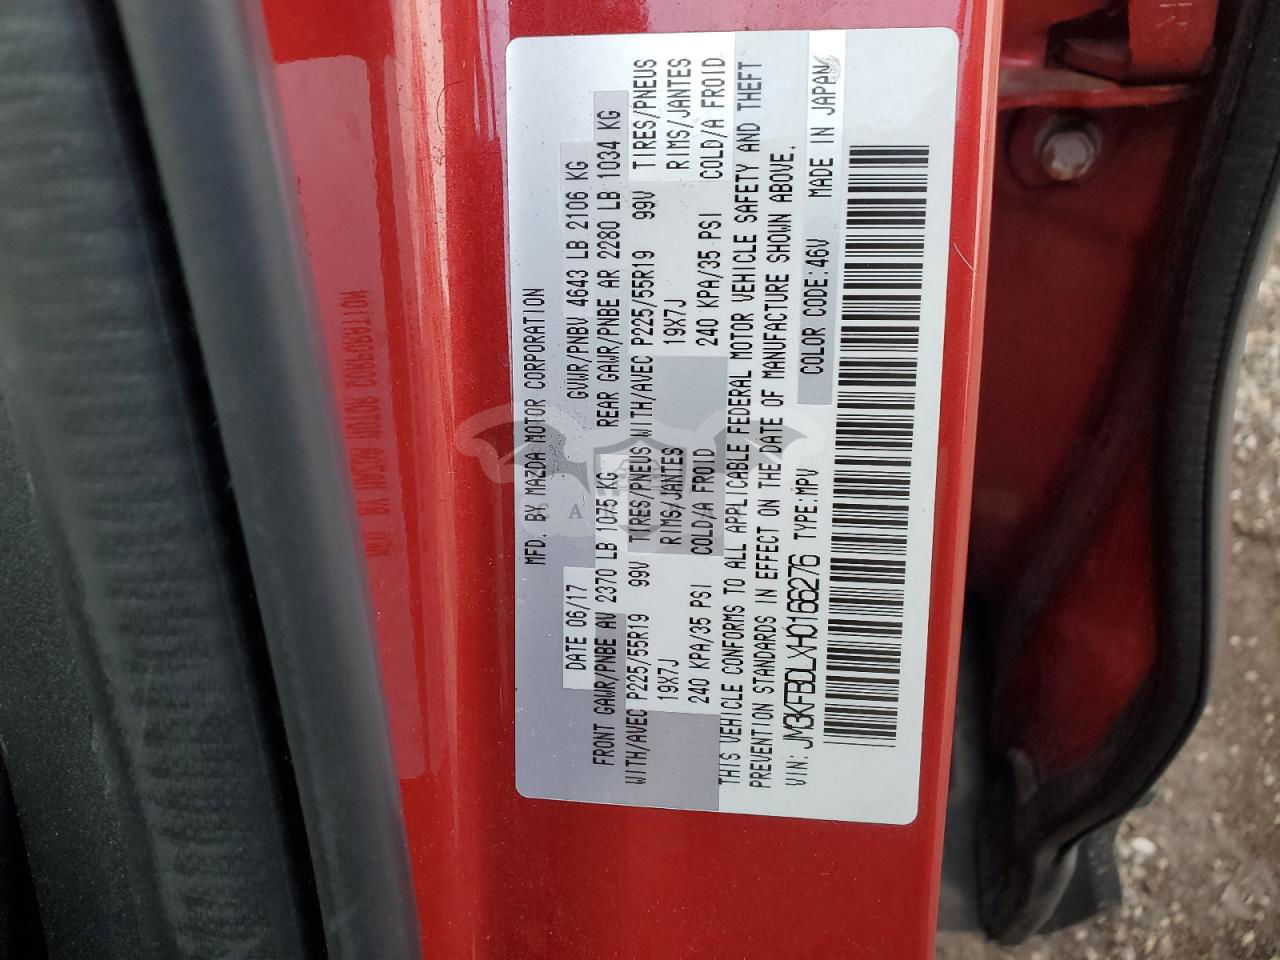 MFD. BY MAZDA MOTOR CORPORATION
DATE 06/17 GVWR/PNBV 4643 LB 2106 KG
FRONT GAWR/PNBE AV 2370 LB 1075 KG REAR GAWR/PNBE AR 2280 LB 1034 KG
WITH/AVEC P225/55R19 99V TIRES/PNEUS WITH/AVEC P225/55R19 99V TIRES/PNEUS
19X7J RIMS/JANTES 19X7J RIMS/JANTES
240 KPA/35 PSI COLD/A FROID 240 KPA/35 PSI COLD/A FROID
THIS VEHICLE CONFORMS TO ALL APPLICABLE FEDERAL MOTOR VEHICLE SAFETY AND THEFT
PREVENTION STANDARDS IN EFFECT ON THE DATE OF MANUFACTURE SHOWN ABOVE.
VIN: JM3KFBDLXH0166276 TYPE:MPV COLOR CODE:46V MADE IN JAPAN